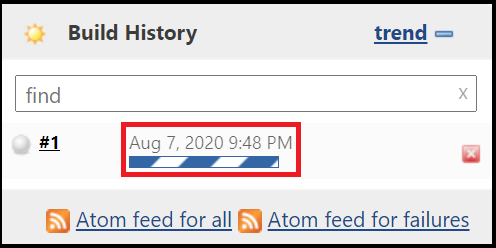 Build History trend
find x
#1 Aug 7, 2020 9:48 PM
Atom feed for all Atom feed for failures